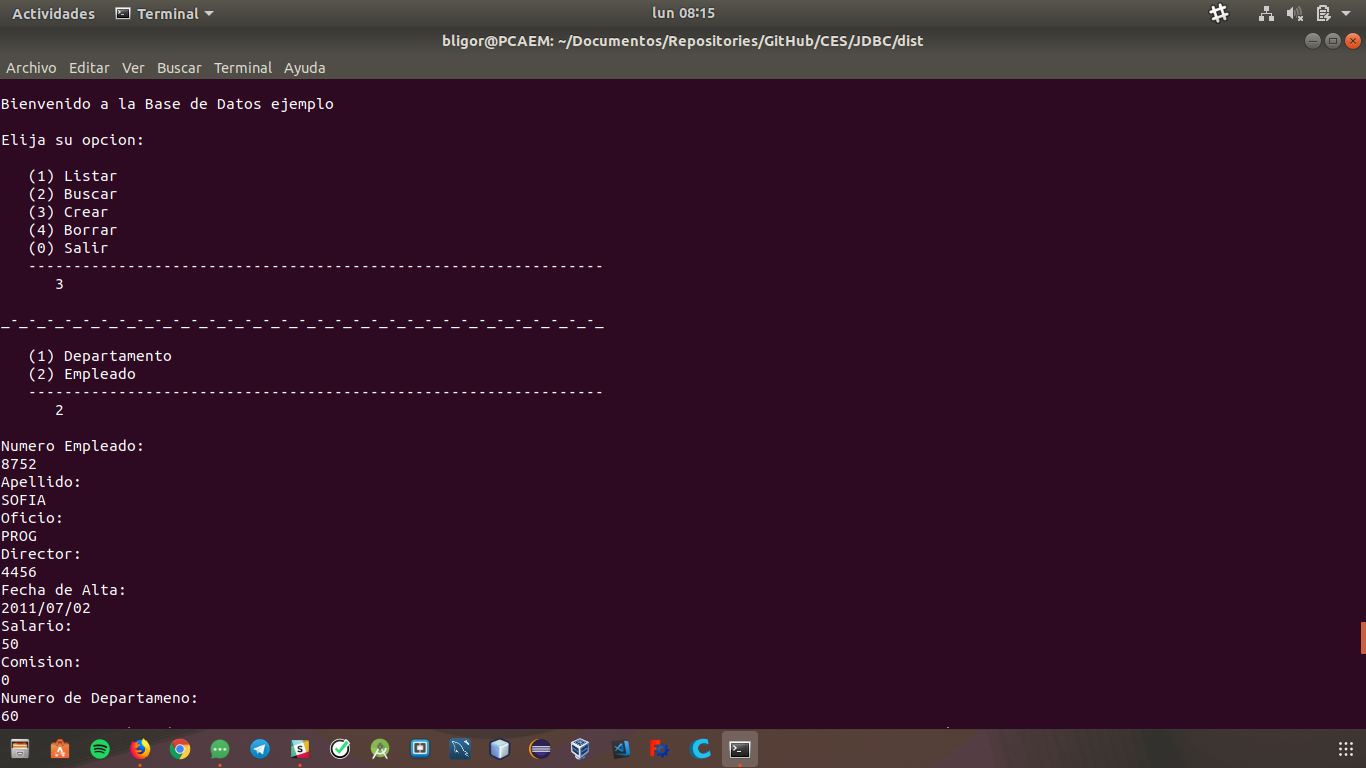 Actividades Terminal lun 08:15
bligor@PCAEM: ~/Documentos/Repositories/GitHub/CES/JDBC/dist
Archivo Editar Ver Buscar Terminal Ayuda
Bienvenido a la Base de Datos ejemplo
Elija su opcion:
(1) Listar
(2) Buscar
(3) Crear
(4) Borrar
(0) Salir
----------------------------------------------------------------
3
_-_-_-_-_-_-_-_-_-_-_-_-_-_-_-_-_-_-_-_-_-_-_-_-_-_-_-_-_-_-_-_-_-_
(1) Departamento
(2) Empleado
----------------------------------------------------------------
2
Numero Empleado:
8752
Apellido:
SOFIA
Oficio:
PROG
Director:
4456
Fecha de Alta:
2011/07/02
Salario:
50
Comision:
0
Numero de Departameno:
60